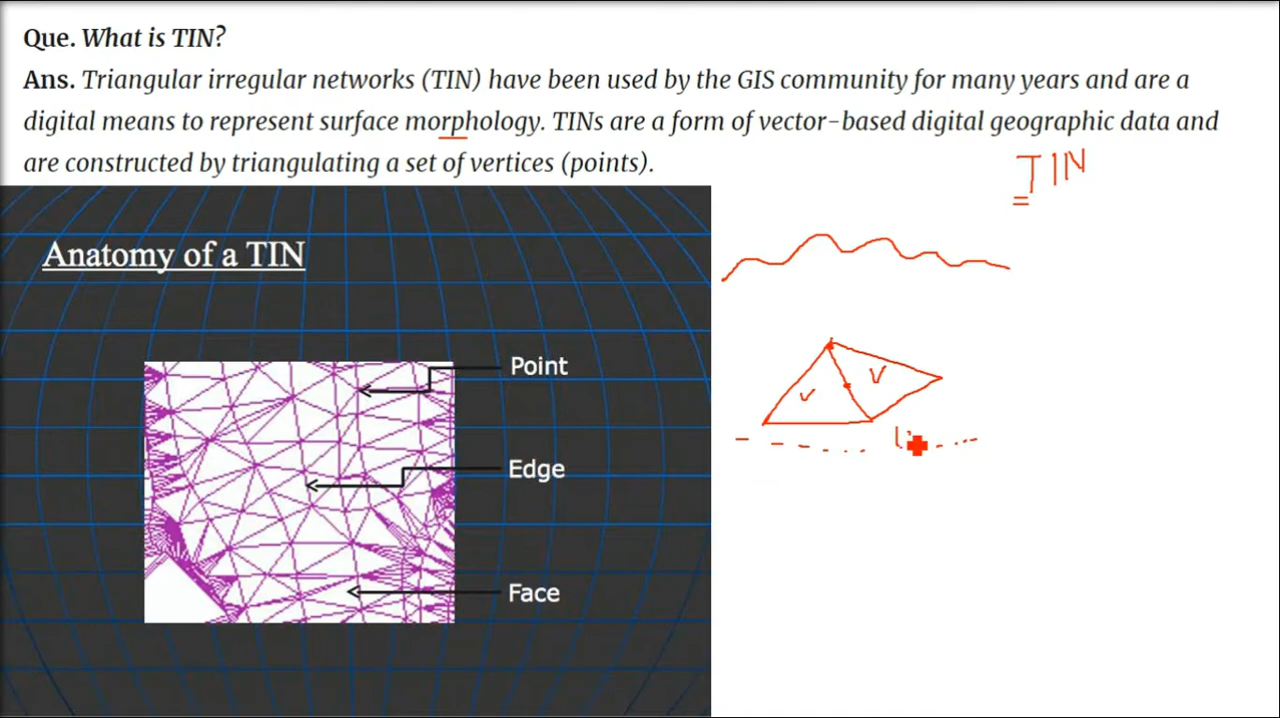 Que. What is TIN?
Ans. Triangular irregular networks (TIN) have been used by the GIS community for many years and are a
digital means to represent surface morphology. TINs are a form of vector-based digital geographic data and
are constructed by triangulating a set of vertices (points).
TIN
Anatomy of a TIN
Point
Edge
Face